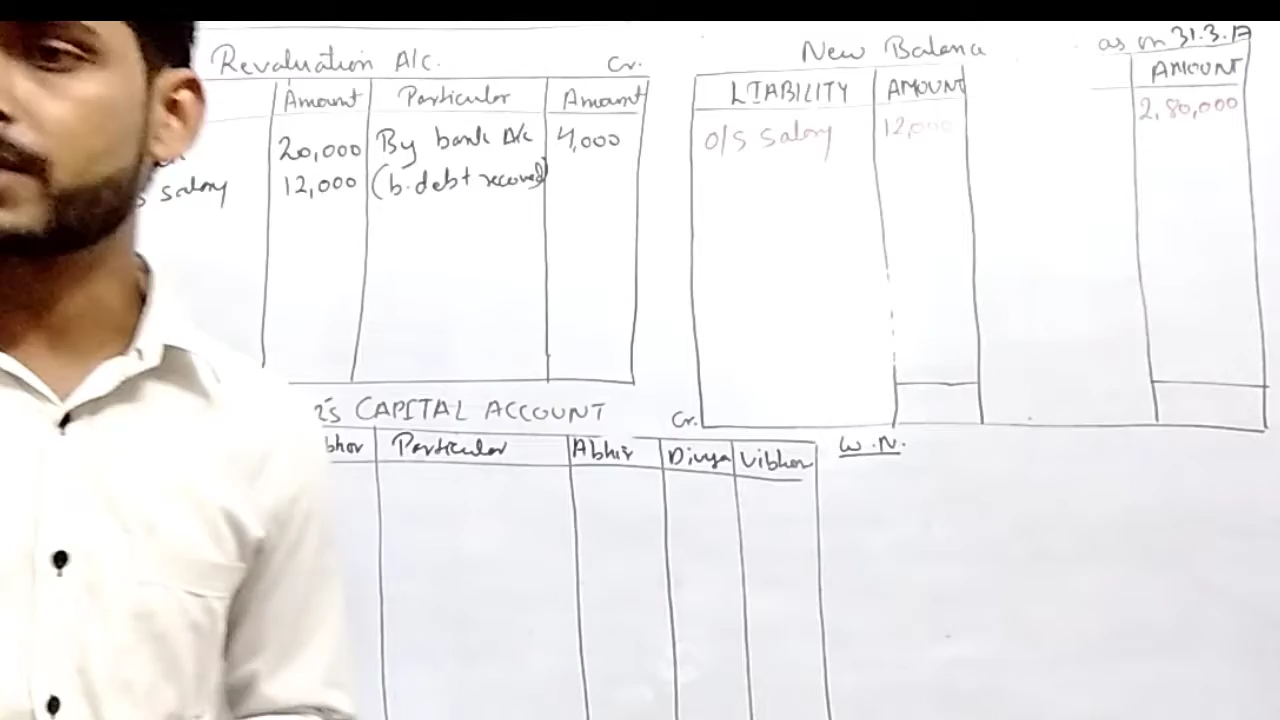 Revaluation A/c. Cr.
Amount Particular Amount
20,000 By bank A/c 4,000
salary 12,000 (b.debt recoved)
New Balance as on 31.3.17
LIABILITY AMOUNT AMOUNT
O/S Salary 12,000 2,80,000
's CAPITAL ACCOUNT Cr.
bhor Particular Abhir Divya Vibhor
W.N.